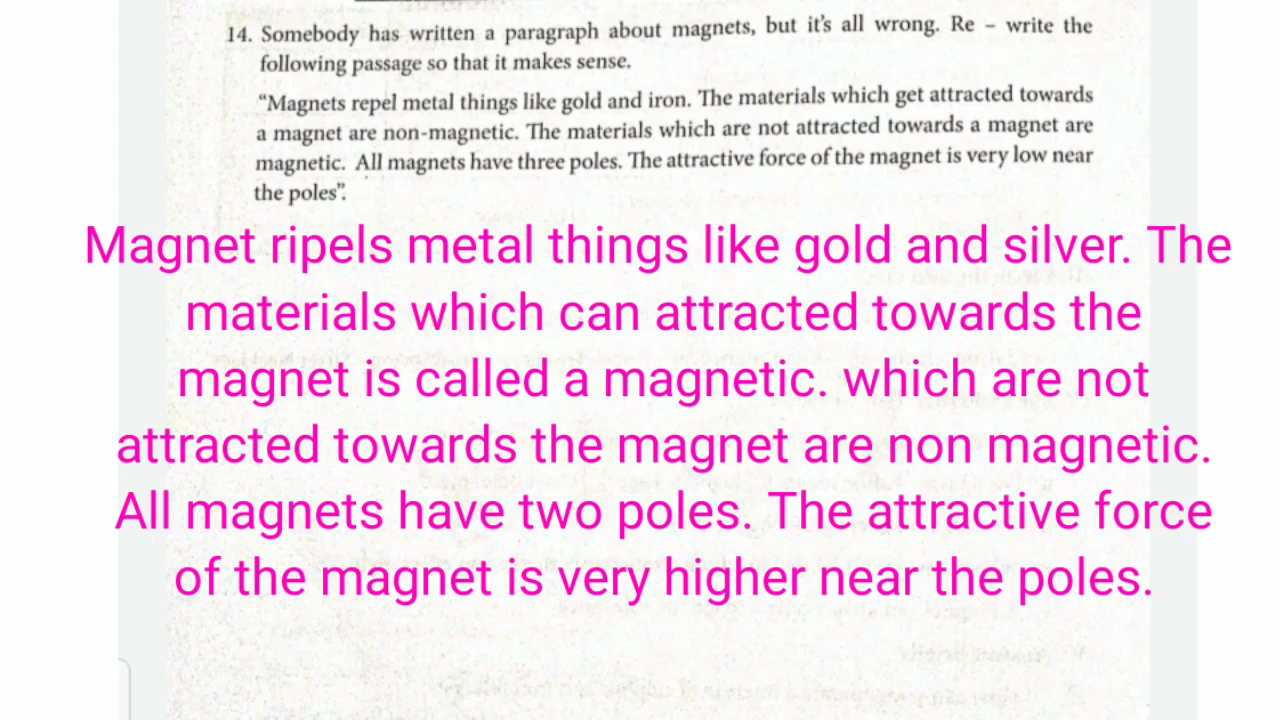 14. Somebody has written a paragraph about magnets, but it's all wrong. Re – write the
following passage so that it makes sense.
“Magnets repel metal things like gold and iron. The materials which get attracted towards
a magnet are non-magnetic. The materials which are not attracted towards a magnet are
magnetic. All magnets have three poles. The attractive force of the magnet is very low near
the poles”.
Magnet ripels metal things like gold and silver. The
materials which can attracted towards the
magnet is called a magnetic. which are not
attracted towards the magnet are non magnetic.
All magnets have two poles. The attractive force
of the magnet is very higher near the poles.